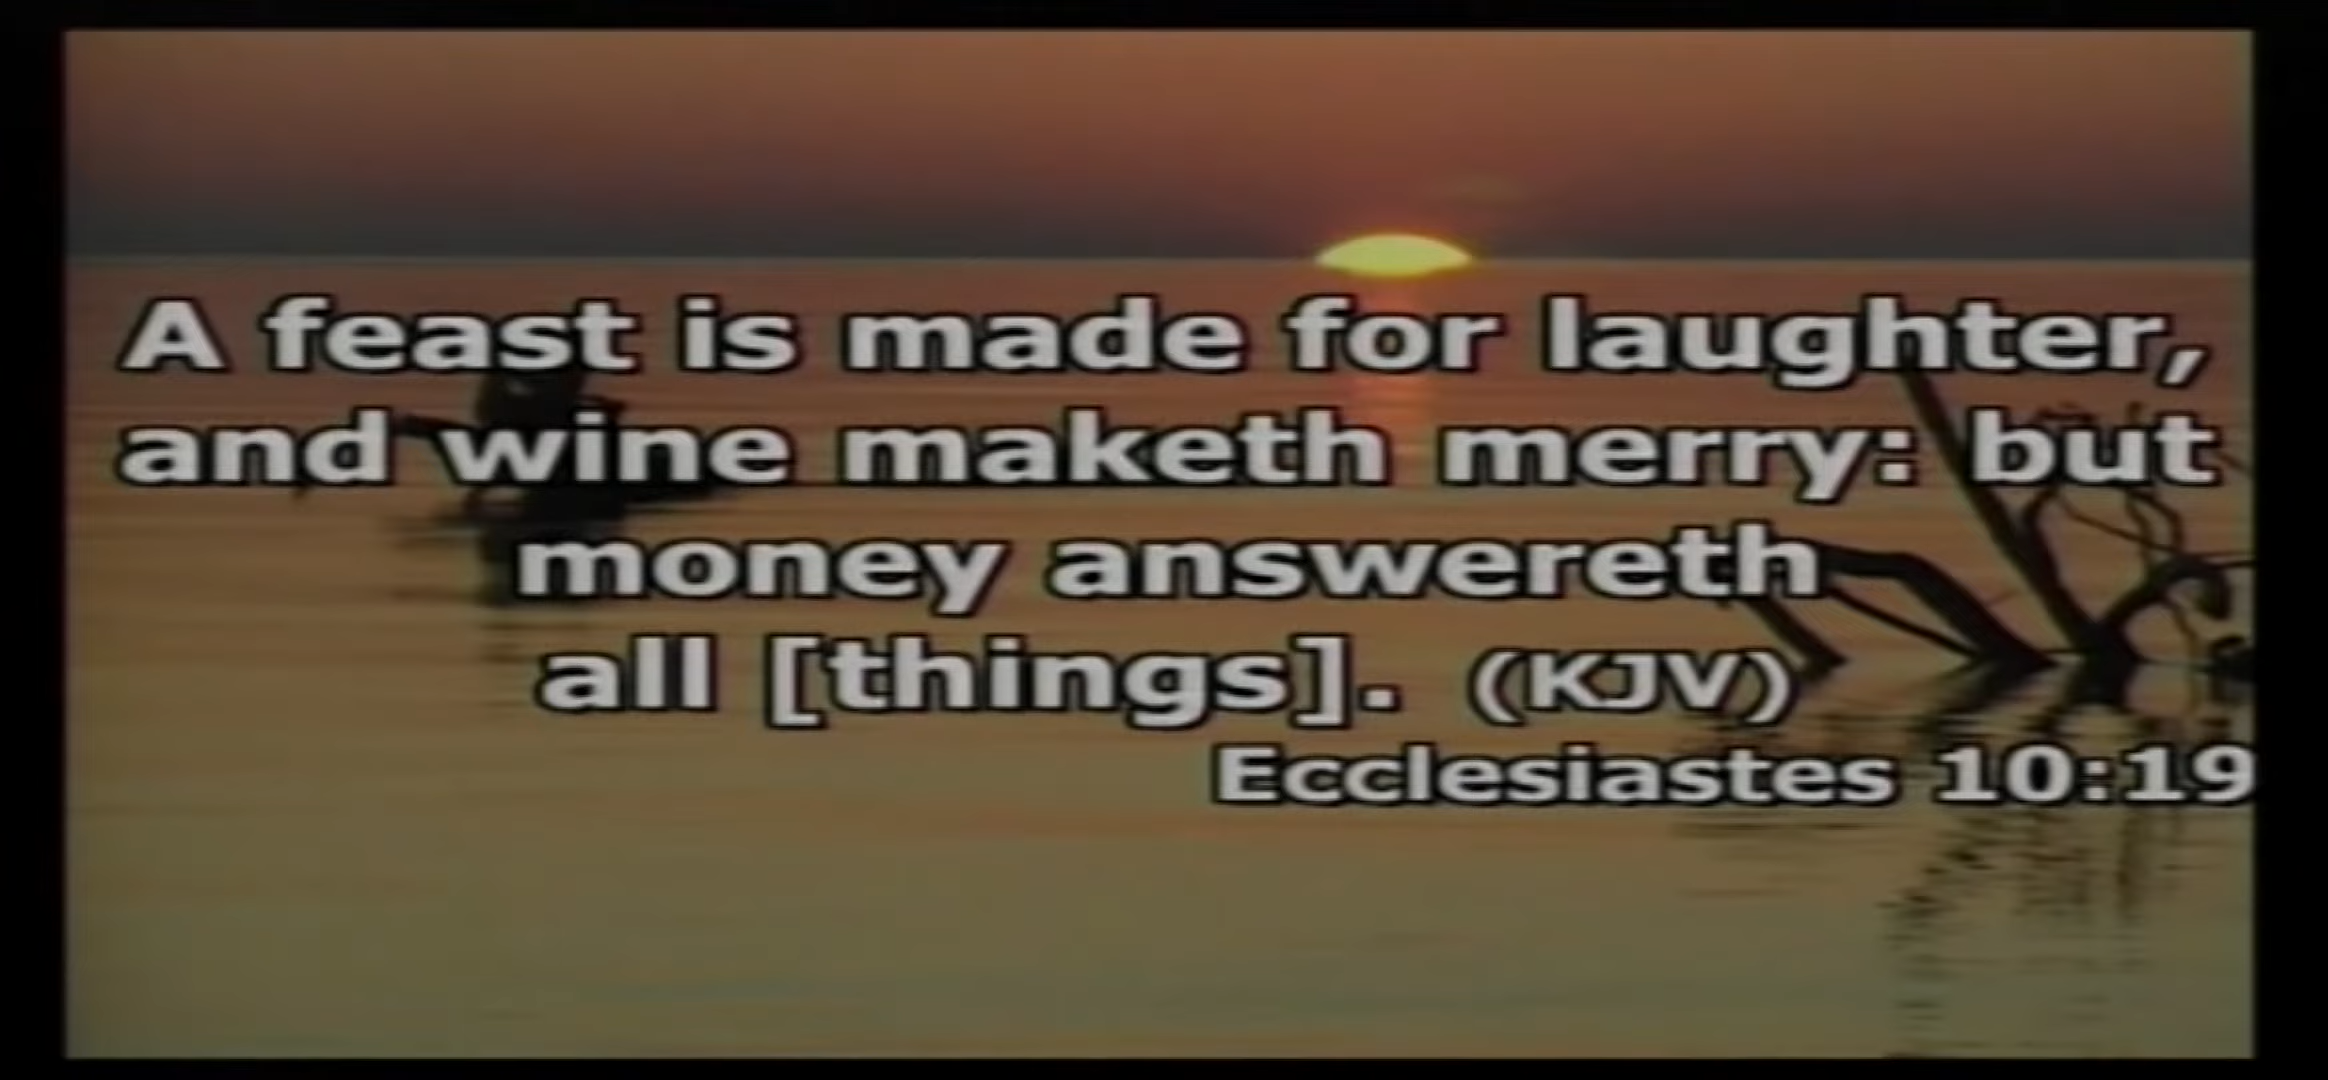 A feast is made for laughter,
and wine maketh merry: but
money answereth
all [things]. (KJV)
Ecclesiastes 10:19